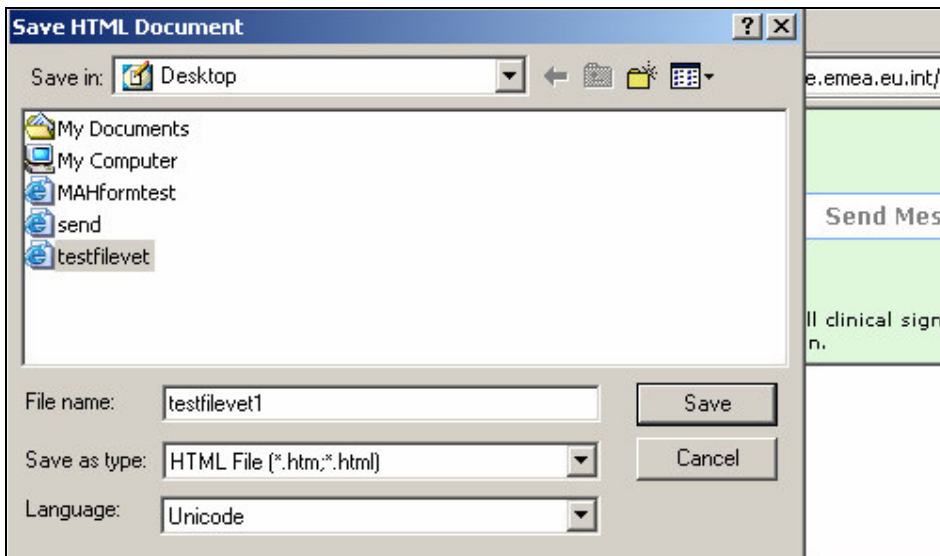 Save HTML Document
Save in: Desktop
e.emea.eu.int/
My Documents
My Computer
MAHformtest
send
testfilevet
Send Mes
ll clinical sign
n.
File name: testfilevet1 Save
Save as type: HTML File (*.htm;*.html) Cancel
Language: Unicode